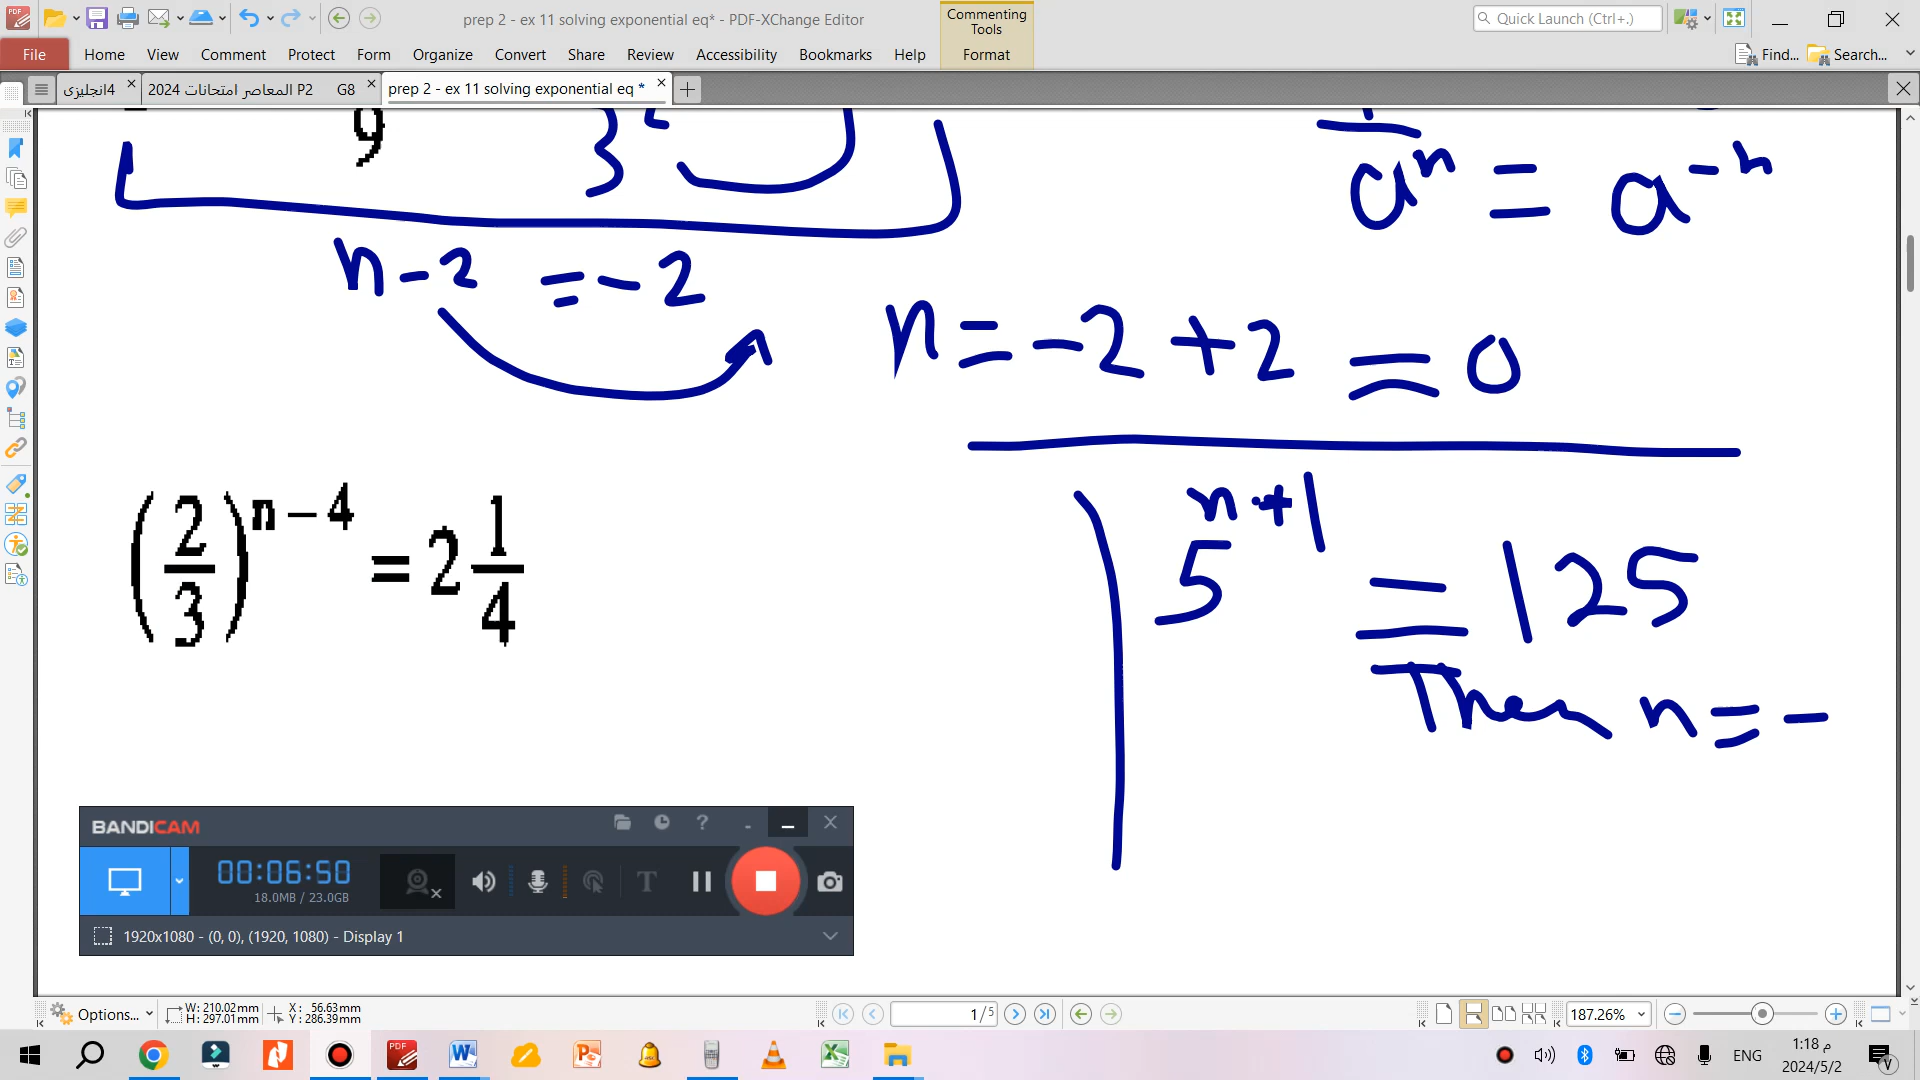 prep 2 - ex 11 solving exponential eq* - PDF-XChange Editor
Commenting Tools
Quick Launch (Ctrl+.)
File Home View Comment Protect Form Organize Convert Share Review Accessibility Bookmarks Help Format Find... Search...
انجليزى4
المعاصر امتحانات 2024 P2 G8
prep 2 - ex 11 solving exponential eq *
9 3
aⁿ = a⁻ⁿ
n - 2 = - 2
n = - 2 + 2 = 0
(2/3)ⁿ⁻⁴ = 2 1/4
5ⁿ⁺¹ = 125
Then n = -
BANDICAM
00:06:50
18.0MB / 23.0GB
1920x1080 - (0, 0), (1920, 1080) - Display 1
Options...
W: 210.02mm
H: 297.01mm
X: 56.63mm
Y: 286.39mm
1 / 5
187.26%
ENG
1:18 م
2024/5/2